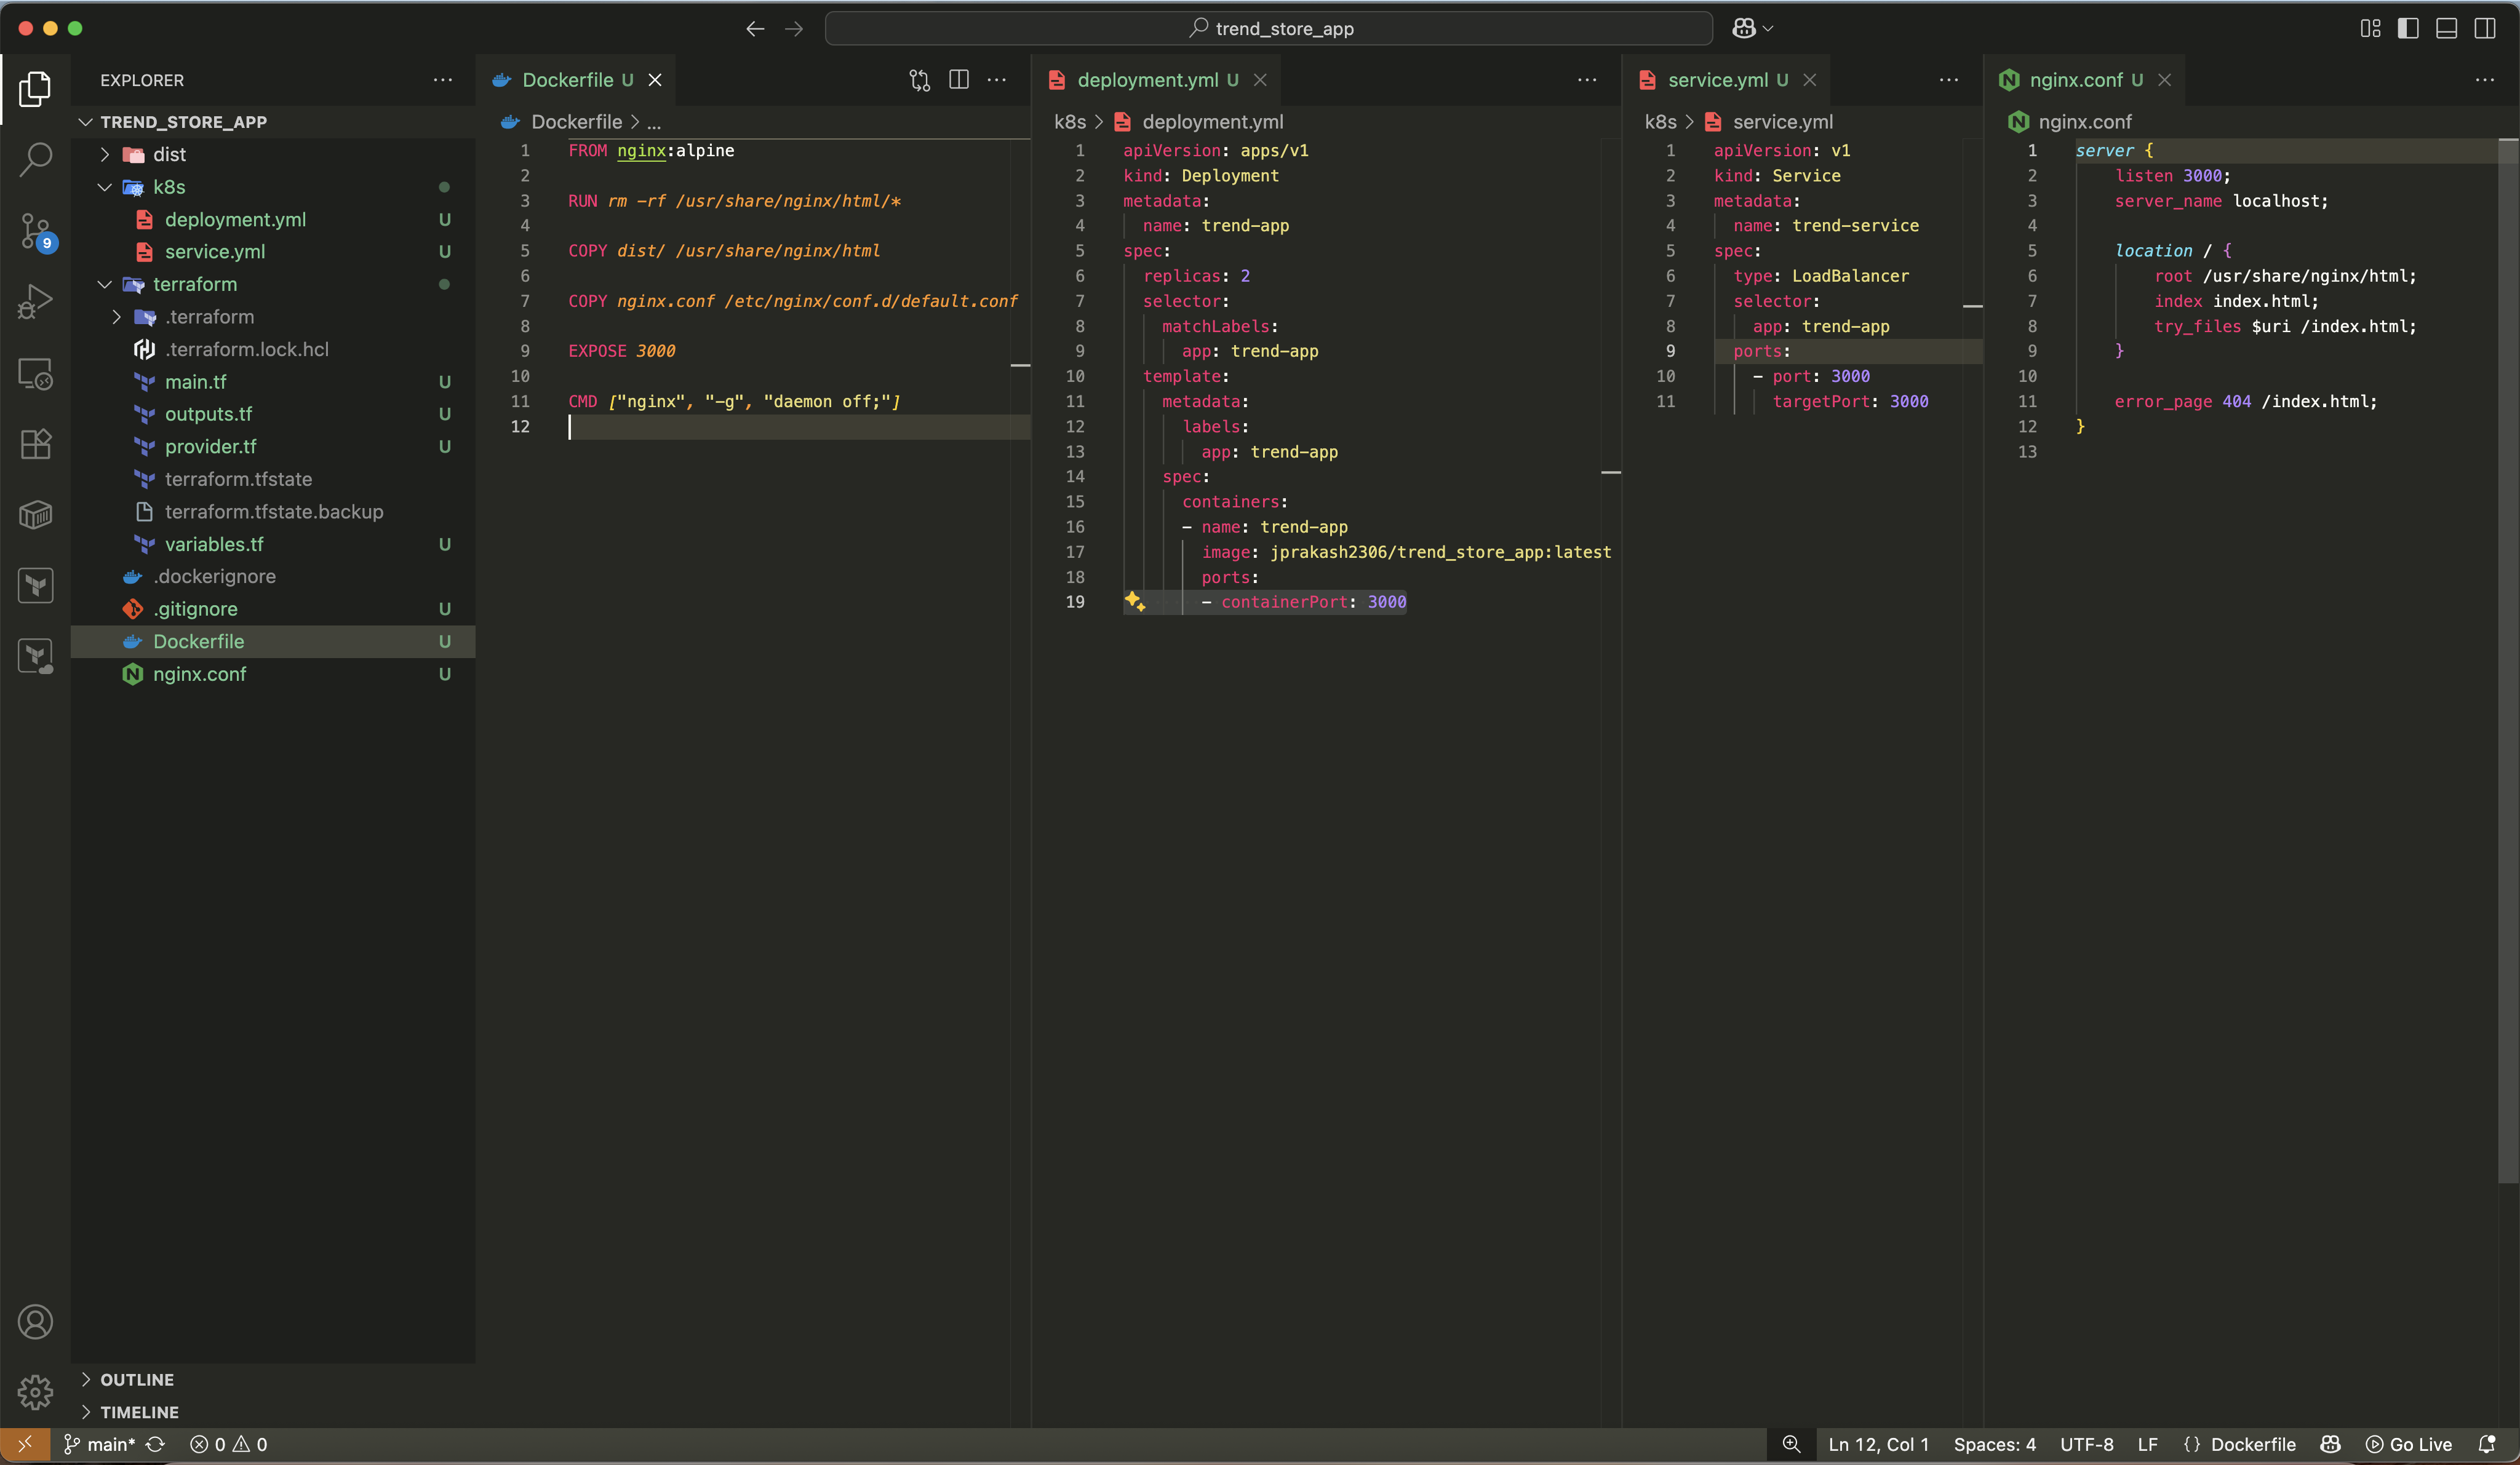 trend_store_app
EXPLORER
TREND_STORE_APP
dist
k8s
deployment.yml U
service.yml U
terraform
.terraform
.terraform.lock.hcl
main.tf U
outputs.tf U
provider.tf U
terraform.tfstate
terraform.tfstate.backup
variables.tf U
.dockerignore
.gitignore U
Dockerfile U
nginx.conf U
OUTLINE
TIMELINE
9
Dockerfile U
Dockerfile > ...
1 FROM nginx:alpine
2
3 RUN rm -rf /usr/share/nginx/html/*
4
5 COPY dist/ /usr/share/nginx/html
6
7 COPY nginx.conf /etc/nginx/conf.d/default.conf
8
9 EXPOSE 3000
10
11 CMD ["nginx", "-g", "daemon off;"]
12
deployment.yml U
k8s > deployment.yml
1 apiVersion: apps/v1
2 kind: Deployment
3 metadata:
4 name: trend-app
5 spec:
6 replicas: 2
7 selector:
8 matchLabels:
9 app: trend-app
10 template:
11 metadata:
12 labels:
13 app: trend-app
14 spec:
15 containers:
16 - name: trend-app
17 image: jprakash2306/trend_store_app:latest
18 ports:
19 - containerPort: 3000
service.yml U
k8s > service.yml
1 apiVersion: v1
2 kind: Service
3 metadata:
4 name: trend-service
5 spec:
6 type: LoadBalancer
7 selector:
8 app: trend-app
9 ports:
10 - port: 3000
11 targetPort: 3000
nginx.conf U
nginx.conf
1 server {
2 listen 3000;
3 server_name localhost;
4
5 location / {
6 root /usr/share/nginx/html;
7 index index.html;
8 try_files $uri /index.html;
9 }
10
11 error_page 404 /index.html;
12 }
13
main* 0 0
Ln 12, Col 1 Spaces: 4 UTF-8 LF {} Dockerfile Go Live